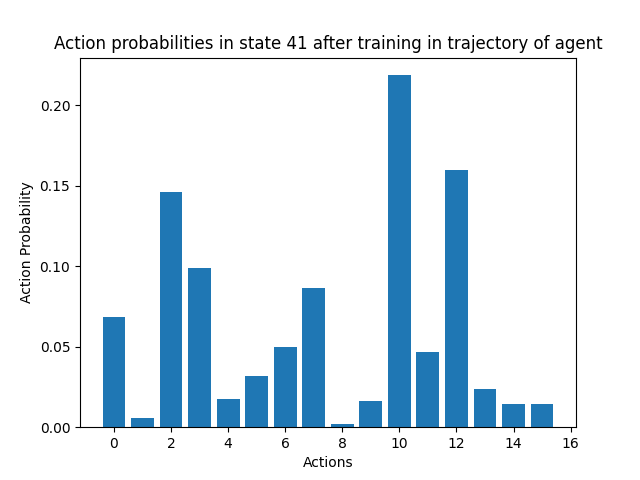 Action probabilities in state 41 after training in trajectory of agent
0.20
0.15
0.10
0.05
0.00
Action Probability
0 2 4 6 8 10 12 14 16
Actions